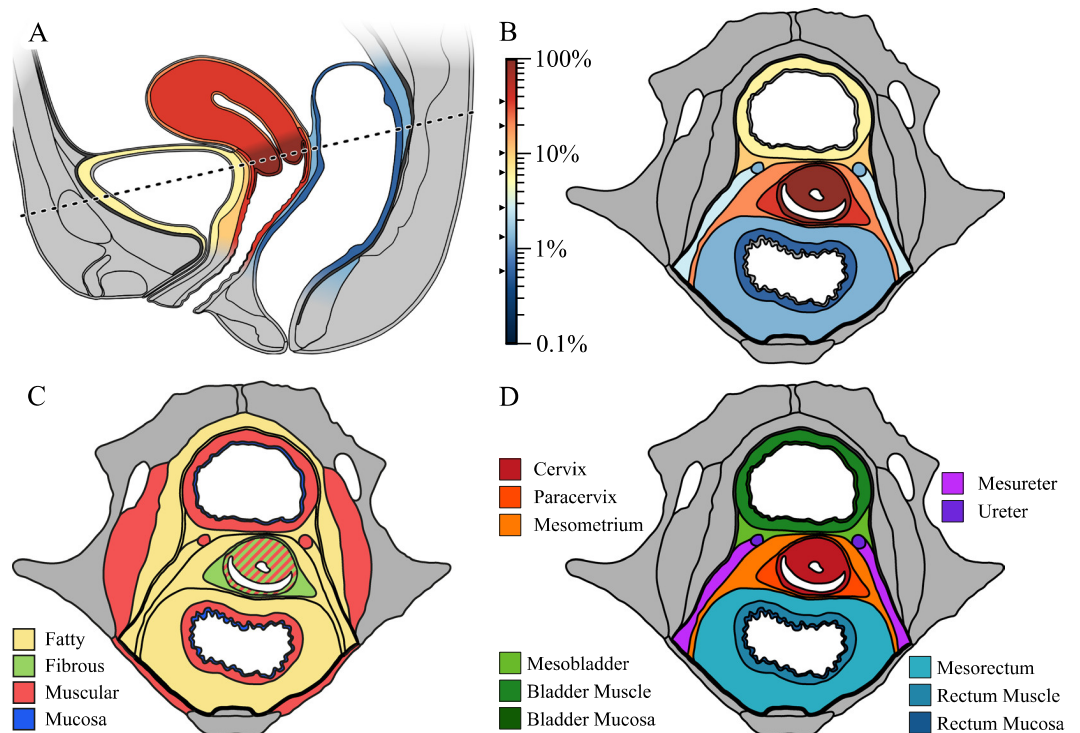 A
B
100%
10%
1%
0.1%
C
Fatty
Fibrous
Muscular
Mucosa
D
Cervix
Paracervix
Mesometrium
Mesureter
Ureter
Mesobladder
Bladder Muscle
Bladder Mucosa
Mesorectum
Rectum Muscle
Rectum Mucosa